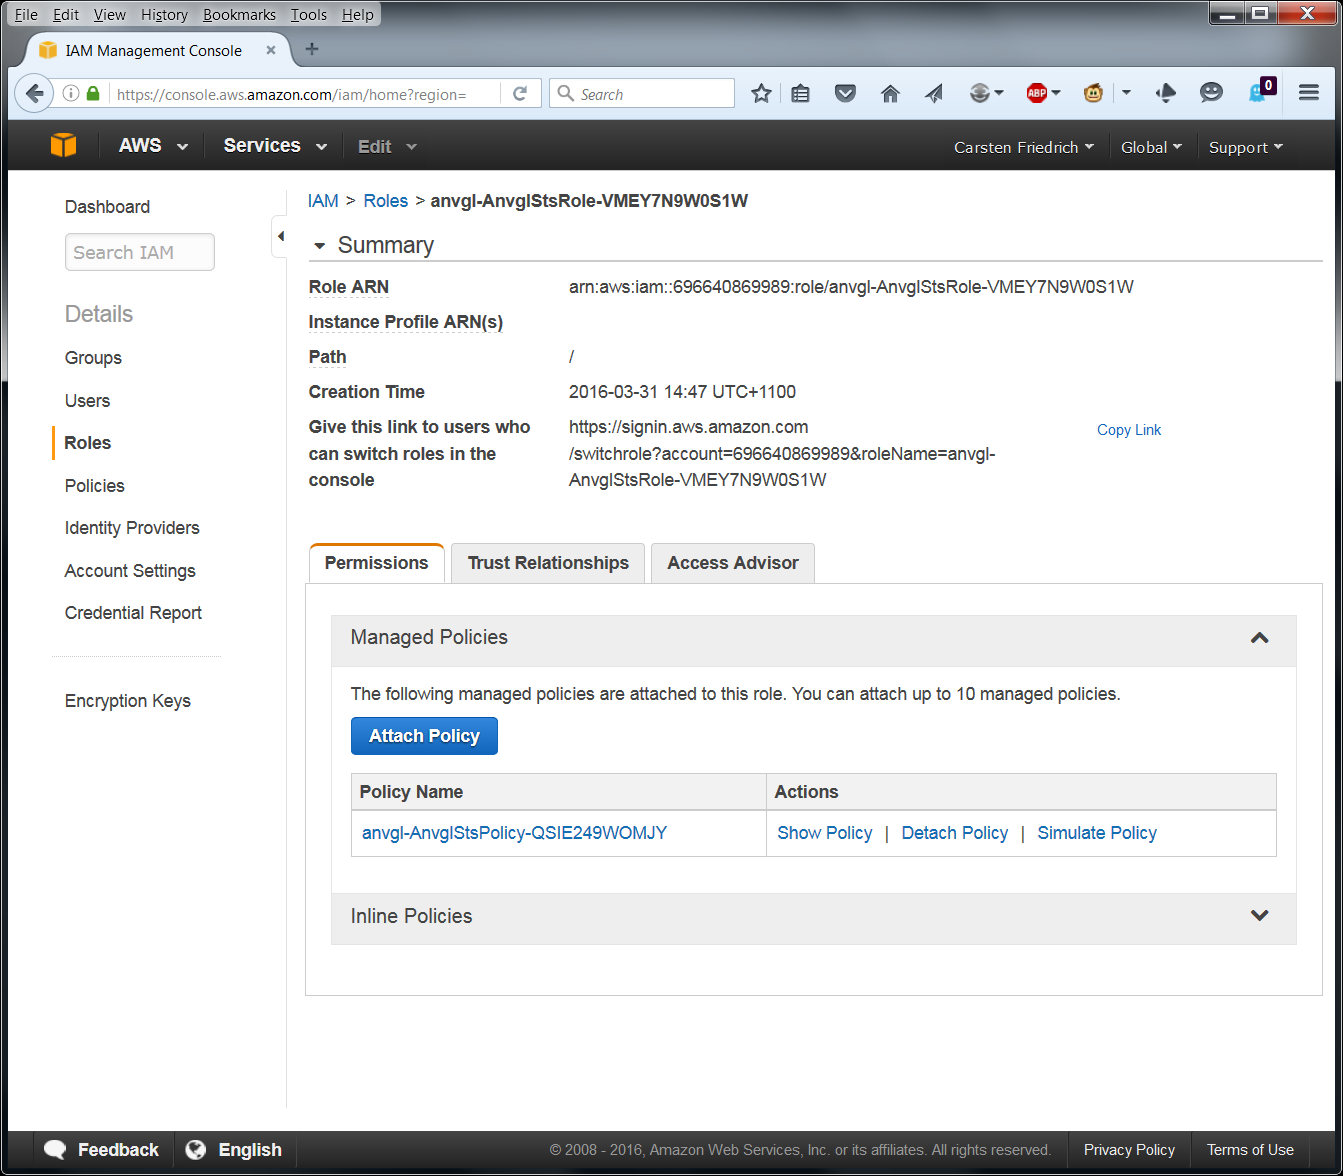 File Edit View History Bookmarks Tools Help
IAM Management Console
https://console.aws.amazon.com/iam/home?region=
Search
ABP
0
AWS Services Edit Carsten Friedrich Global Support
Dashboard
Search IAM
Details
Groups
Users
Roles
Policies
Identity Providers
Account Settings
Credential Report
Encryption Keys
IAM > Roles > anvgl-AnvglStsRole-VMEY7N9W0S1W
Summary
Role ARN arn:aws:iam::696640869989:role/anvgl-AnvglStsRole-VMEY7N9W0S1W
Instance Profile ARN(s)
Path /
Creation Time 2016-03-31 14:47 UTC+1100
Give this link to users who https://signin.aws.amazon.com Copy Link
can switch roles in the /switchrole?account=696640869989&roleName=anvgl-
console AnvglStsRole-VMEY7N9W0S1W
Permissions Trust Relationships Access Advisor
Managed Policies
The following managed policies are attached to this role. You can attach up to 10 managed policies.
Attach Policy
Policy Name Actions
anvgl-AnvglStsPolicy-QSIE249WOMJY Show Policy | Detach Policy | Simulate Policy
Inline Policies
Feedback English © 2008 - 2016, Amazon Web Services, Inc. or its affiliates. All rights reserved. Privacy Policy Terms of Use